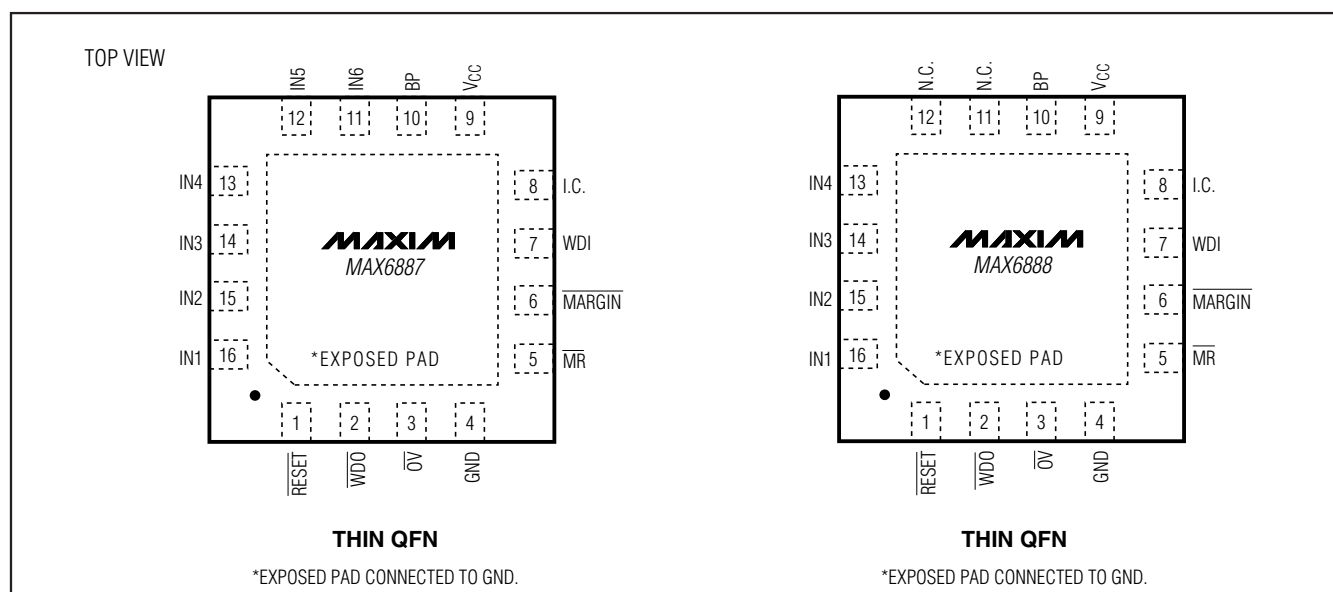 TOP VIEW
IN5 IN6 BP VCC
12 11 10 9
IN4 13
IN3 14
IN2 15
IN1 16
8 I.C.
7 WDI
6 MARGIN
5 MR
MAXIM
MAX6887
*EXPOSED PAD
1 2 3 4
RESET WDO OV GND
THIN QFN
*EXPOSED PAD CONNECTED TO GND.
N.C. N.C. BP VCC
12 11 10 9
IN4 13
IN3 14
IN2 15
IN1 16
8 I.C.
7 WDI
6 MARGIN
5 MR
MAXIM
MAX6888
*EXPOSED PAD
1 2 3 4
RESET WDO OV GND
THIN QFN
*EXPOSED PAD CONNECTED TO GND.